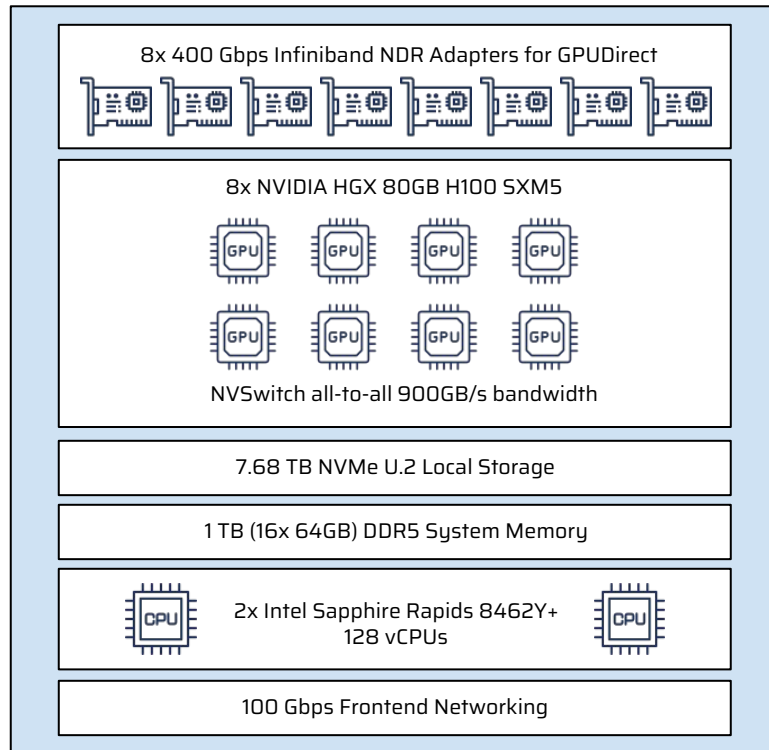 8x 400 Gbps Infiniband NDR Adapters for GPUDirect
8x NVIDIA HGX 80GB H100 SXM5
GPU GPU GPU GPU
GPU GPU GPU GPU
NVSwitch all-to-all 900GB/s bandwidth
7.68 TB NVMe U.2 Local Storage
1 TB (16x 64GB) DDR5 System Memory
CPU 2x Intel Sapphire Rapids 8462Y+ CPU
128 vCPUs
100 Gbps Frontend Networking